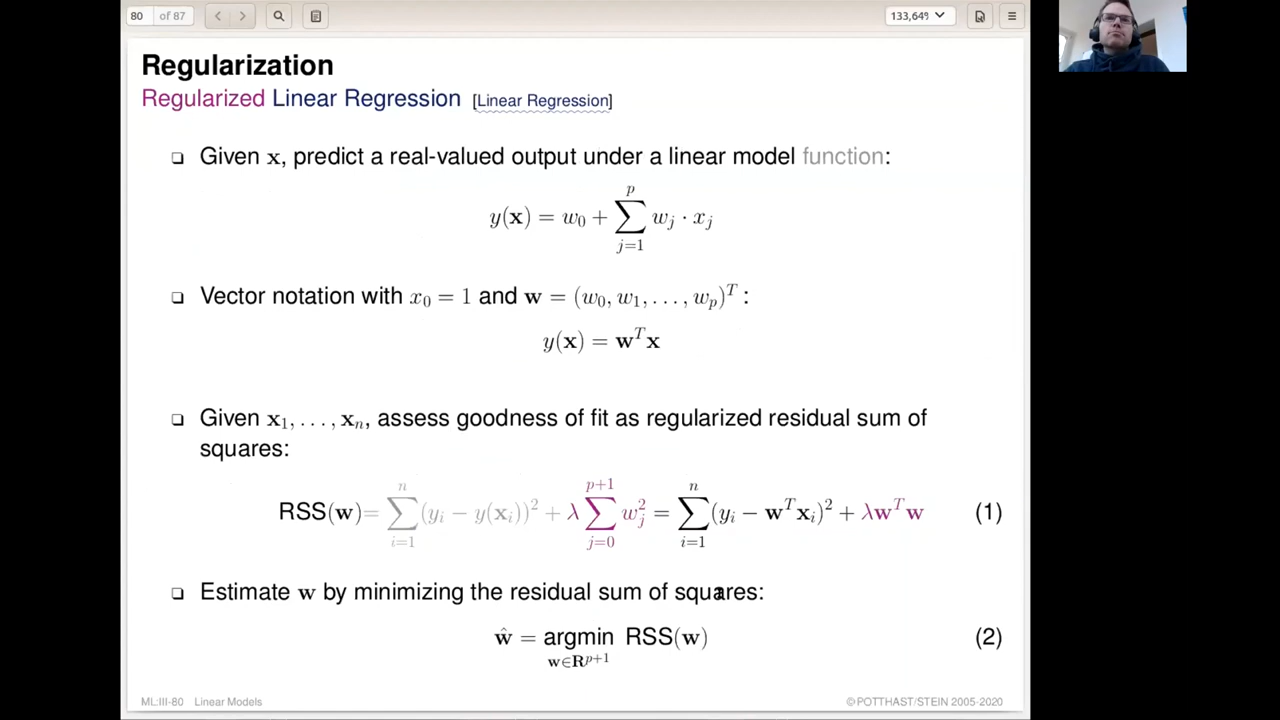 80 of 87
133,64%
Regularization
Regularized Linear Regression [Linear Regression]
❑ Given x, predict a real-valued output under a linear model function:
y(x) = w₀ + ∑_{j=1}^{p} w_j · x_j
❑ Vector notation with x₀ = 1 and w = (w₀, w₁, . . . , w_p)^T :
y(x) = w^T x
❑ Given x₁, . . . , x_n, assess goodness of fit as regularized residual sum of
squares:
RSS(w) = ∑_{i=1}^{n} (y_i − y(x_i))² + λ ∑_{j=0}^{p+1} w_j² = ∑_{i=1}^{n} (y_i − w^T x_i)² + λw^T w (1)
❑ Estimate w by minimizing the residual sum of squares:
ŵ = argmin_{w∈R^{p+1}} RSS(w) (2)
ML:III-80 Linear Models © POTTHAST/STEIN 2005-2020